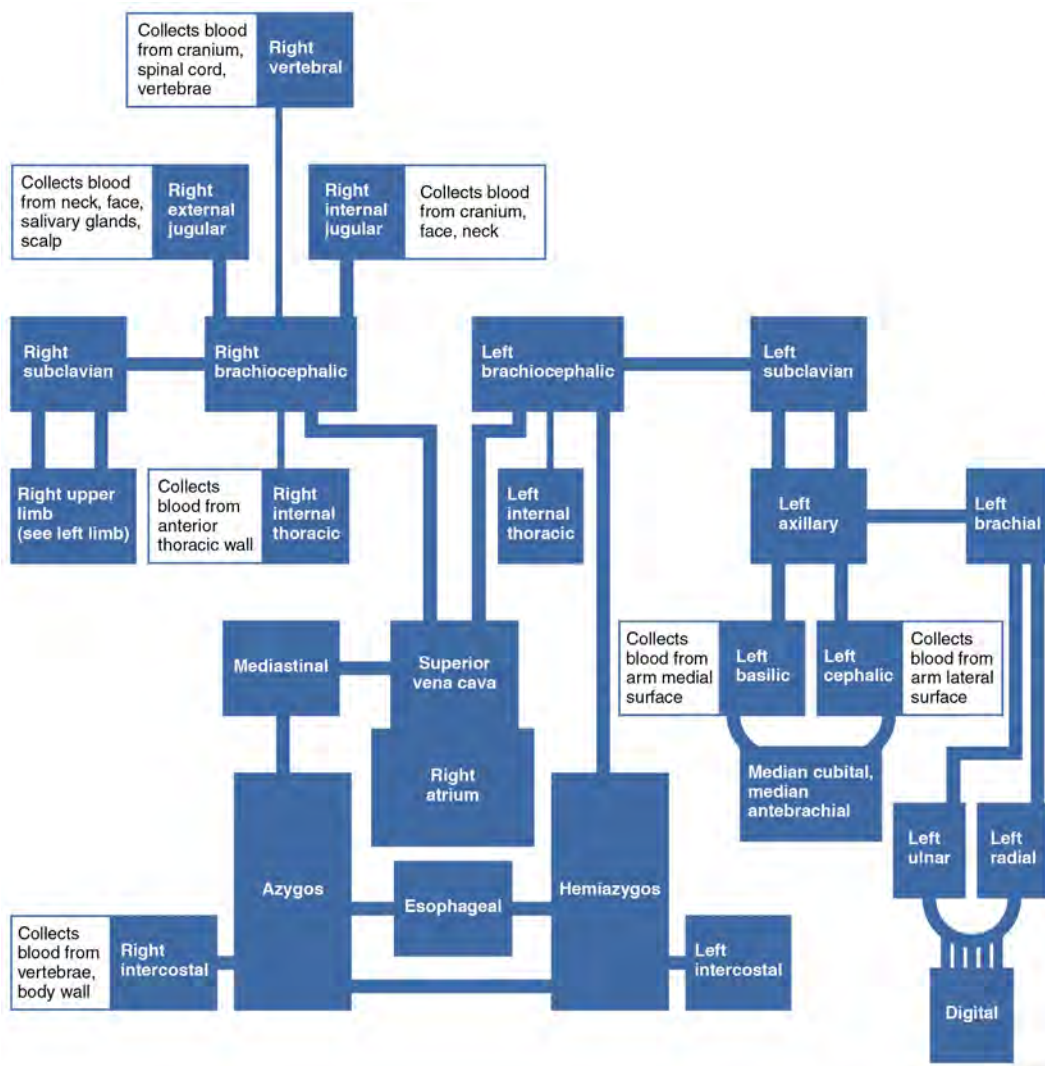 Collects blood
from cranium,
spinal cord,
vertebrae
Right
vertebral
Collects blood
from neck, face,
salivary glands,
scalp
Right
external
jugular
Right
internal
jugular
Collects blood
from cranium,
face, neck
Right
subclavian
Right
brachiocephalic
Left
brachiocephalic
Left
subclavian
Right upper
limb
(see left limb)
Collects
blood from
anterior
thoracic wall
Right
internal
thoracic
Left
internal
thoracic
Left
axillary
Left
brachial
Mediastinal
Superior
vena cava
Collects
blood from
arm medial
surface
Left
basilic
Left
cephalic
Collects
blood from
arm lateral
surface
Right
atrium
Median cubital,
median
antebrachial
Left
ulnar
Left
radial
Azygos
Esophageal
Hemiazygos
Collects
blood from
vertebrae,
body wall
Right
intercostal
Left
intercostal
Digital